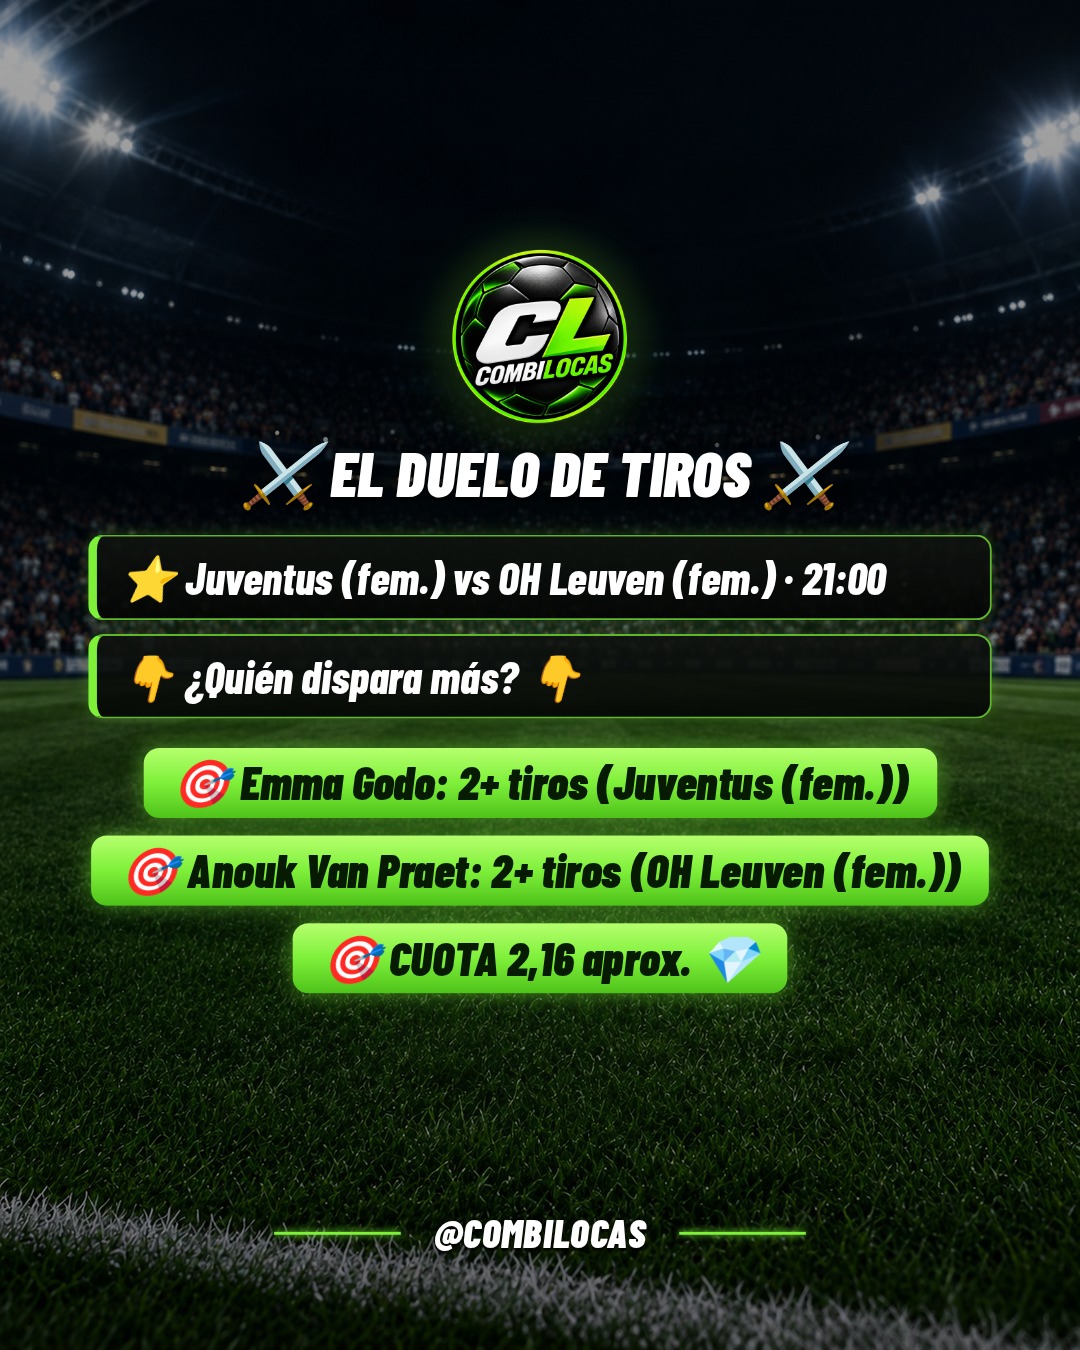 CL
COMBILOCAS
⚔️ EL DUELO DE TIROS ⚔️
⭐ Juventus (fem.) vs OH Leuven (fem.) · 21:00
👇 ¿Quién dispara más? 👇
🎯 Emma Godo: 2+ tiros (Juventus (fem.))
🎯 Anouk Van Praet: 2+ tiros (OH Leuven (fem.))
🎯 CUOTA 2,16 aprox. 💎
@COMBILOCAS